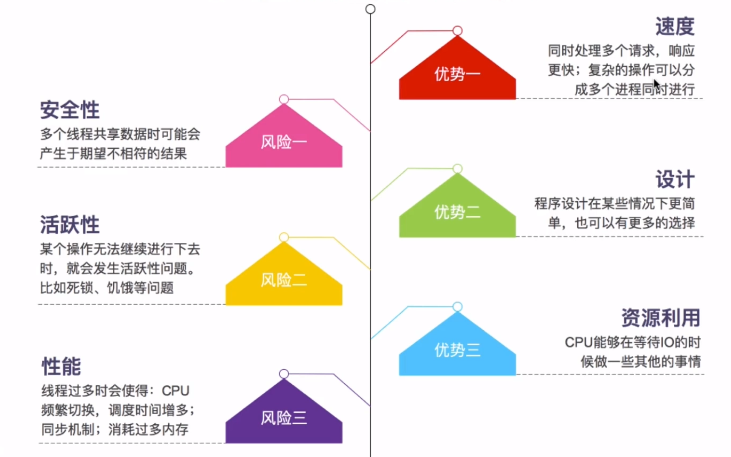 速度
同时处理多个请求，响应
更快；复杂的操作可以分
成多个进程同时进行
优势一
安全性
多个线程共享数据时可能会
产生于期望不相符的结果
风险一
设计
程序设计在某些情况下更简
单，也可以有更多的选择
优势二
活跃性
某个操作无法继续进行下去
时，就会发生活跃性问题。
比如死锁、饥饿等问题
风险二
资源利用
CPU能够在等待IO的时
候做一些其他的事情
优势三
性能
线程过多时会使得：CPU
频繁切换，调度时间增多；
同步机制；消耗过多内存
风险三